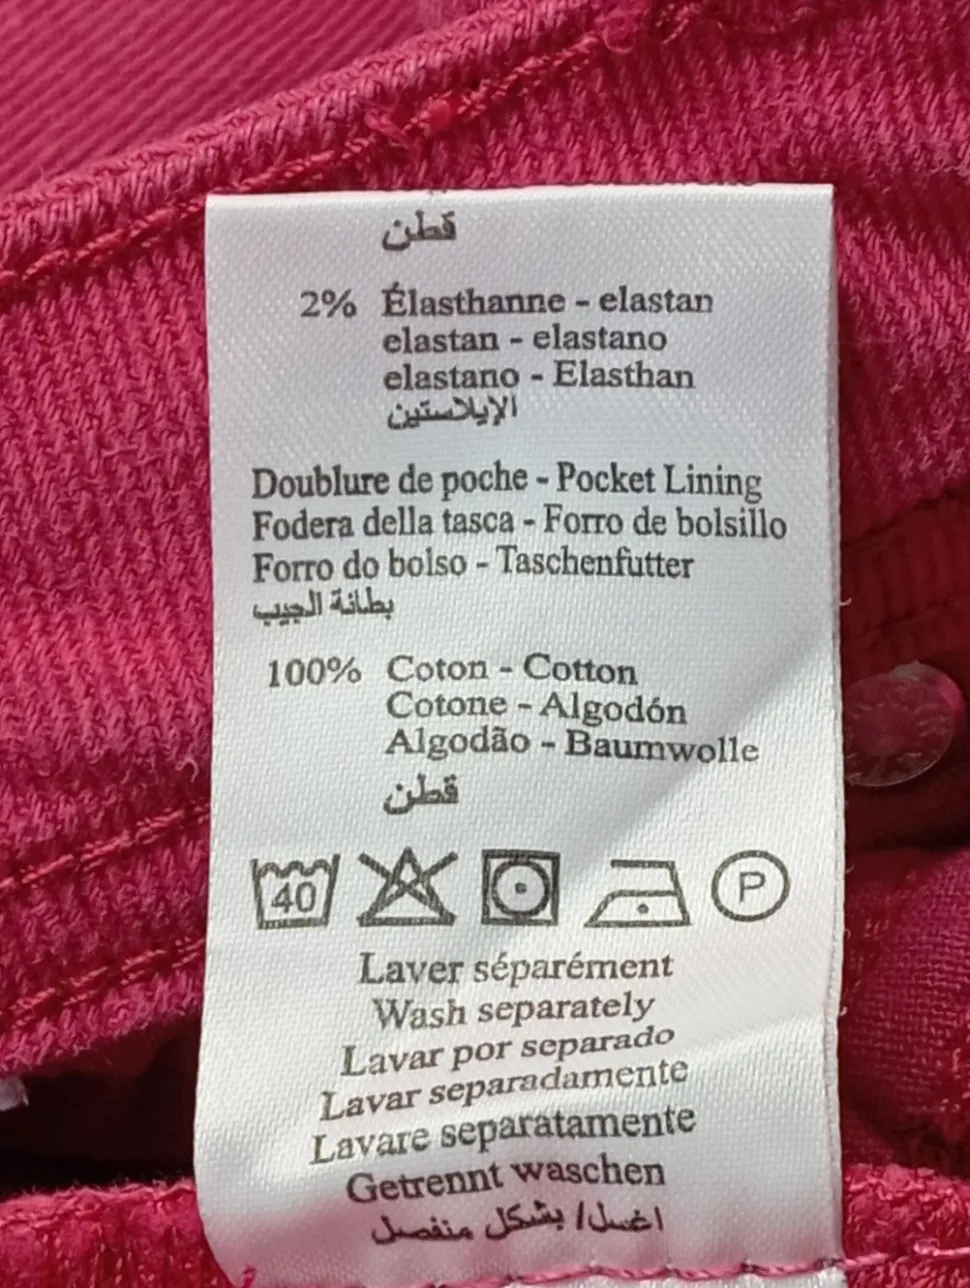 قطن
2% Élasthanne - elastan
elastan - elastano
elastano - Elasthan
الإيلاستين
Doublure de poche - Pocket Lining
Fodera della tasca - Forro de bolsillo
Forro do bolso - Taschenfutter
بطانة الجيب
100% Coton - Cotton
Cotone - Algodón
Algodão - Baumwolle
قطن
40 P
Laver séparément
Wash separately
Lavar por separado
Lavar separadamente
Lavare separatamente
Getrennt waschen
اغسل/ بشكل منفصل